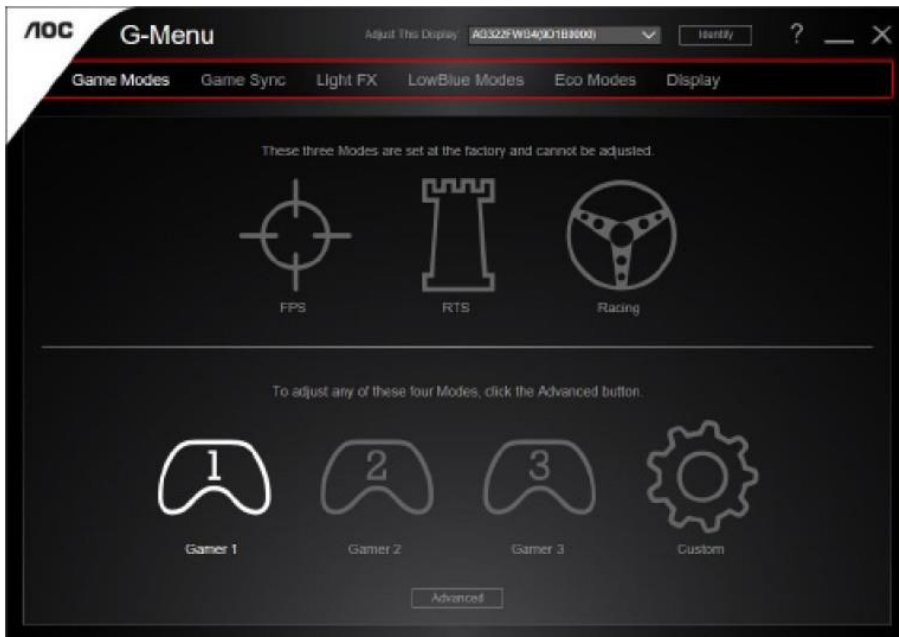 AOC G-Menu Adjust This Display: AG322FWG4(9D1B0000) Identify ?
Game Modes Game Sync Light FX LowBlue Modes Eco Modes Display
These three Modes are set at the factory and cannot be adjusted.
FPS RTS Racing
To adjust any of these four Modes, click the Advanced button.
1 2 3
Gamer 1 Gamer 2 Gamer 3 Custom
Advanced